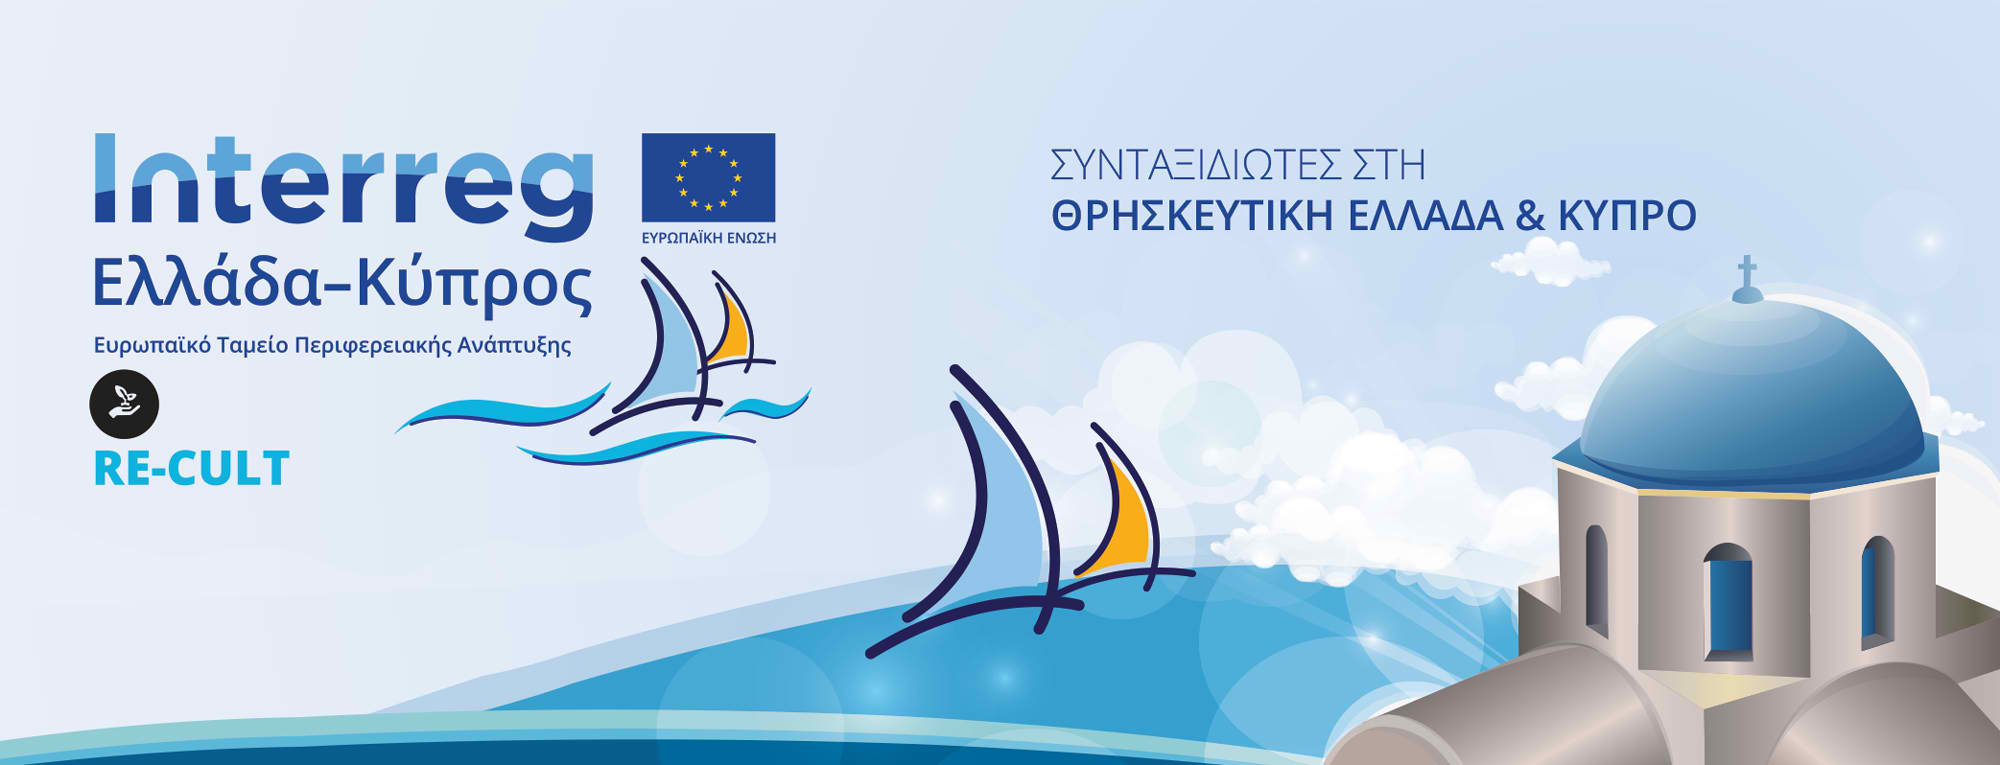 Interreg
ΕΥΡΩΠΑΪΚΗ ΕΝΩΣΗ
Ελλάδα–Κύπρος
Ευρωπαϊκό Ταμείο Περιφερειακής Ανάπτυξης
RE-CULT
ΣΥΝΤΑΞΙΔΙΩΤΕΣ ΣΤΗ
ΘΡΗΣΚΕΥΤΙΚΗ ΕΛΛΑΔΑ & ΚΥΠΡΟ